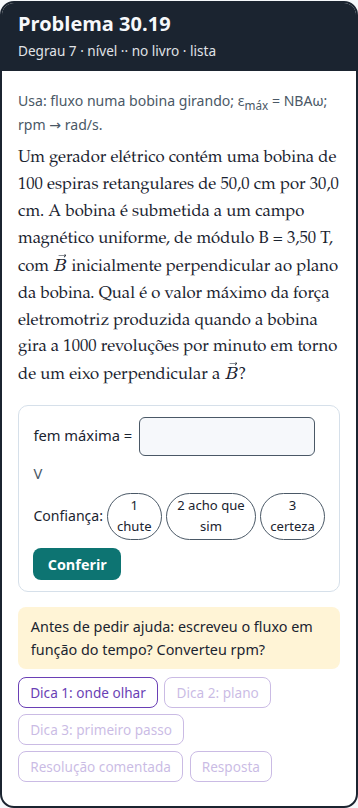 Problema 30.19
Degrau 7 · nível ·· no livro · lista
Usa: fluxo numa bobina girando; ε_máx = NBAω;
rpm → rad/s.
Um gerador elétrico contém uma bobina de
100 espiras retangulares de 50,0 cm por 30,0
cm. A bobina é submetida a um campo
magnético uniforme, de módulo B = 3,50 T,
com B⃗ inicialmente perpendicular ao plano
da bobina. Qual é o valor máximo da força
eletromotriz produzida quando a bobina
gira a 1000 revoluções por minuto em torno
de um eixo perpendicular a B⃗?
fem máxima =
V
Confiança:
1
chute
2 acho que
sim
3
certeza
Conferir
Antes de pedir ajuda: escreveu o fluxo em
função do tempo? Converteu rpm?
Dica 1: onde olhar
Dica 2: plano
Dica 3: primeiro passo
Resolução comentada
Resposta